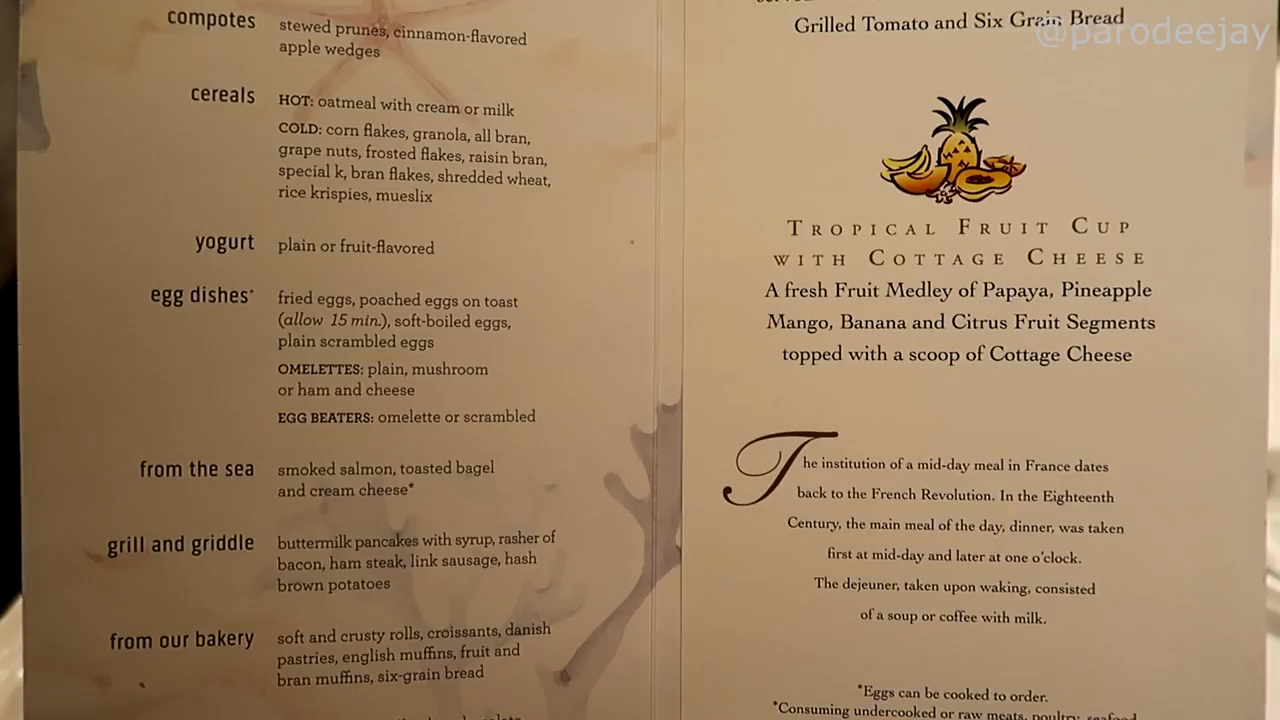 compotes
stewed prunes, cinnamon-flavored
apple wedges
cereals
HOT: oatmeal with cream or milk
COLD: corn flakes, granola, all bran,
grape nuts, frosted flakes, raisin bran,
special k, bran flakes, shredded wheat,
rice krispies, mueslix
yogurt
plain or fruit-flavored
egg dishes*
fried eggs, poached eggs on toast
(allow 15 min.), soft-boiled eggs,
plain scrambled eggs
OMELETTES: plain, mushroom
or ham and cheese
EGG BEATERS: omelette or scrambled
from the sea
smoked salmon, toasted bagel
and cream cheese*
grill and griddle
buttermilk pancakes with syrup, rasher of
bacon, ham steak, link sausage, hash
brown potatoes
from our bakery
soft and crusty rolls, croissants, danish
pastries, english muffins, fruit and
bran muffins, six-grain bread
Grilled Tomato and Six Grain Bread
@parodeejay
TROPICAL FRUIT CUP
WITH COTTAGE CHEESE
A fresh Fruit Medley of Papaya, Pineapple
Mango, Banana and Citrus Fruit Segments
topped with a scoop of Cottage Cheese
The institution of a mid-day meal in France dates
back to the French Revolution. In the Eighteenth
Century, the main meal of the day, dinner, was taken
first at mid-day and later at one o'clock.
The dejeuner, taken upon waking, consisted
of a soup or coffee with milk.
*Eggs can be cooked to order.
*Consuming undercooked or raw meats, poultry, seafood